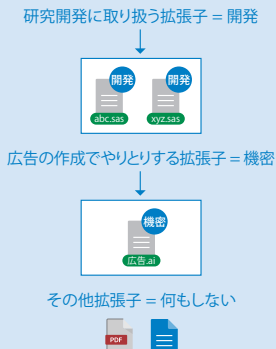 研究開発に取り扱う拡張子 = 開発
開発 開発
abc.sas xyz.sas
広告の作成でやりとりする拡張子 = 機密
機密
広告.ai
その他拡張子 = 何もしない
PDF